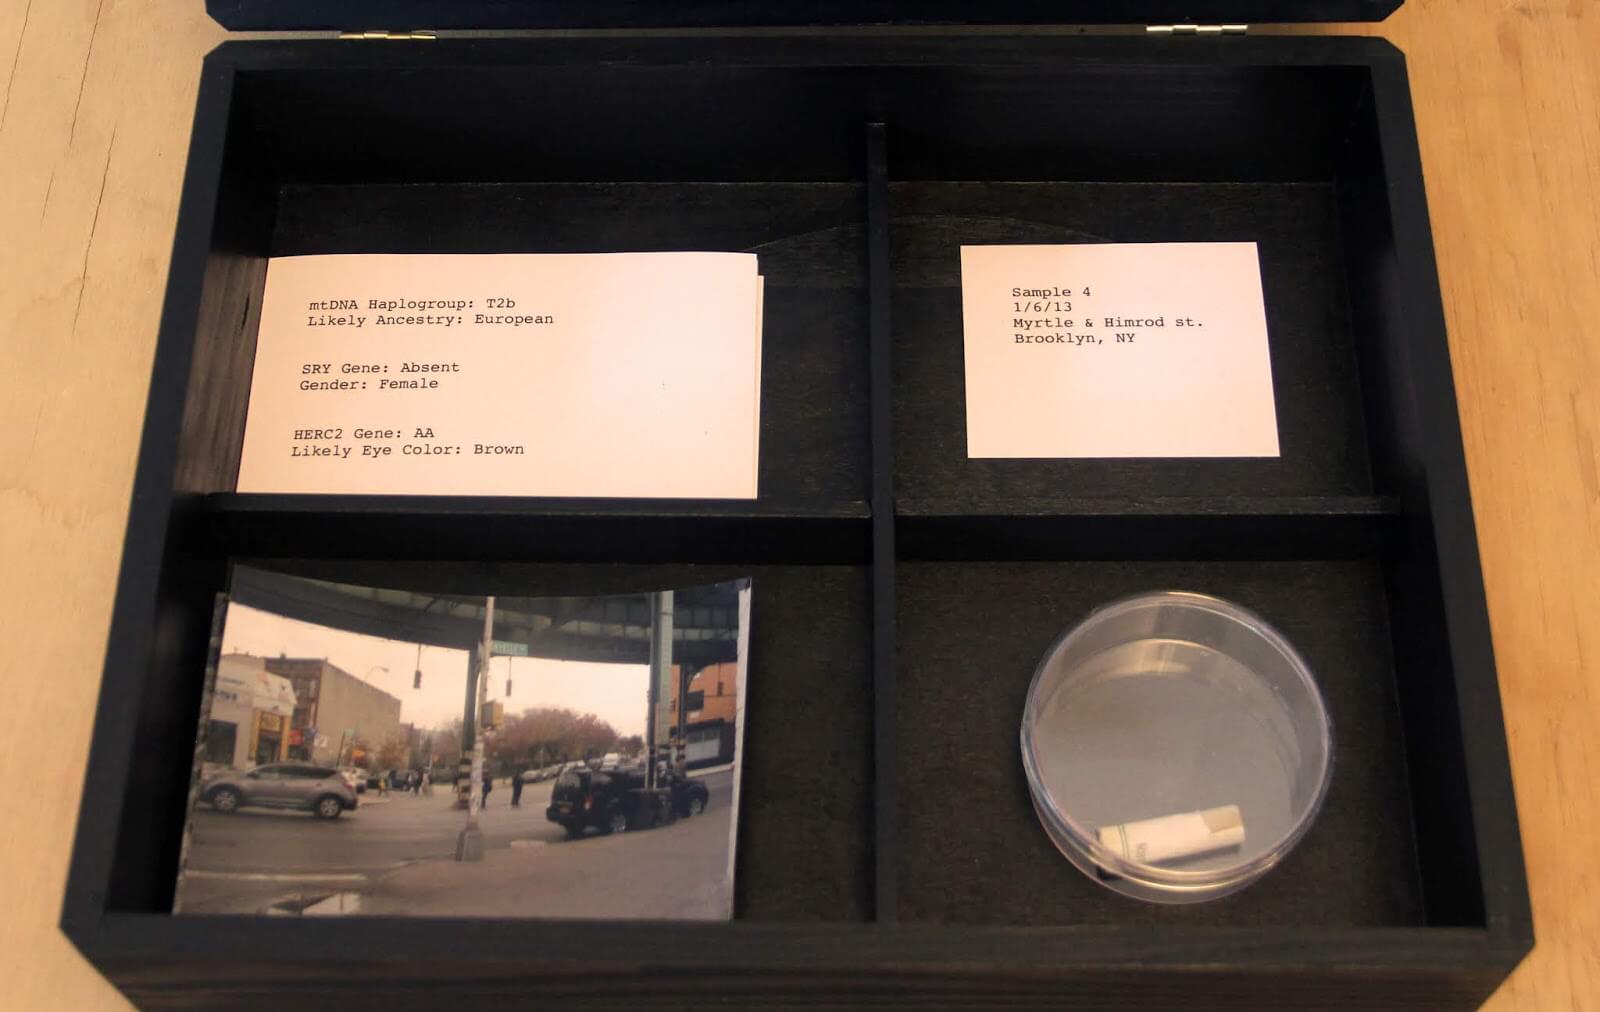 mtDNA Haplogroup: T2b
Likely Ancestry: European
SRY Gene: Absent
Gender: Female
HERC2 Gene: AA
Likely Eye Color: Brown
Sample 4
1/6/13
Myrtle & Himrod st.
Brooklyn, NY